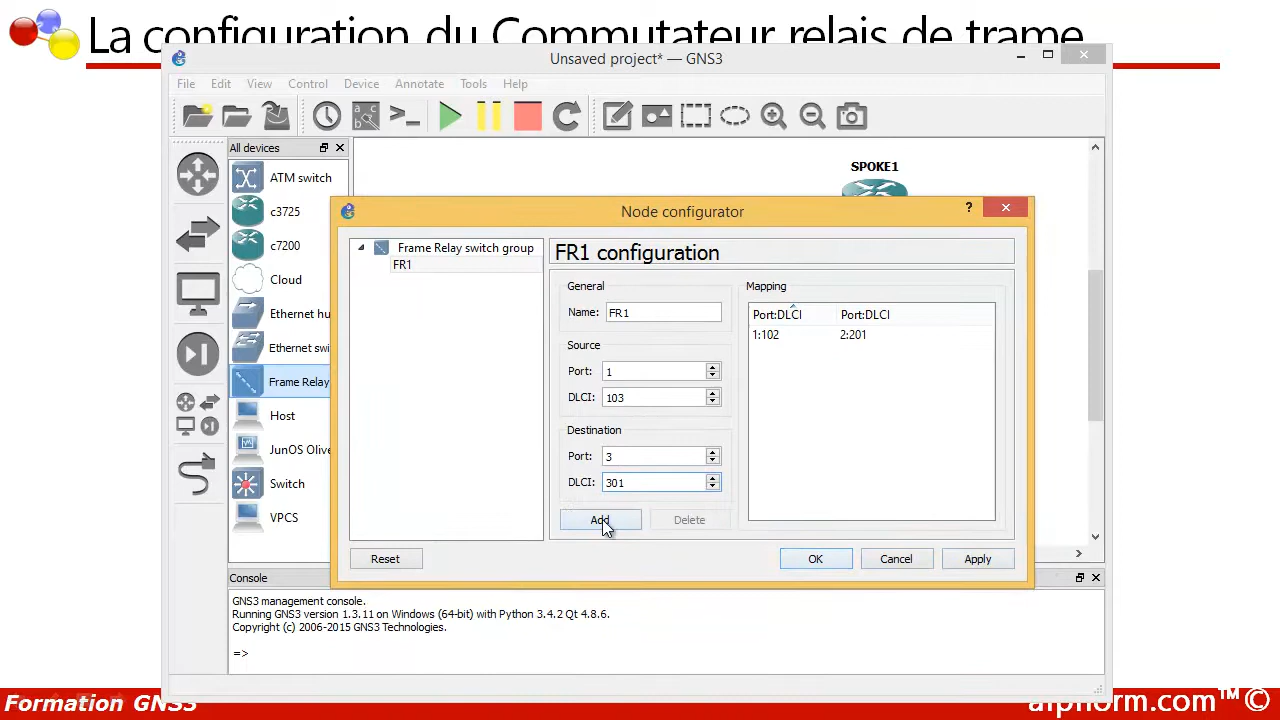 La configuration du Commutateur relais de trame
Unsaved project* — GNS3
File Edit View Control Device Annotate Tools Help
All devices
ATM switch
c3725
c7200
Cloud
Ethernet hu
Ethernet swi
Frame Relay
Host
JunOS Olive
Switch
VPCS
SPOKE1
Node configurator
?
Frame Relay switch group
FR1
FR1 configuration
General
Name: FR1
Source
Port: 1
DLCI: 103
Destination
Port: 3
DLCI: 301
Add Delete
Mapping
Port:DLCI Port:DLCI
1:102 2:201
Reset OK Cancel Apply
Console
GNS3 management console.
Running GNS3 version 1.3.11 on Windows (64-bit) with Python 3.4.2 Qt 4.8.6.
Copyright (c) 2006-2015 GNS3 Technologies.
=>
Formation GNS3
alphorm.com™©